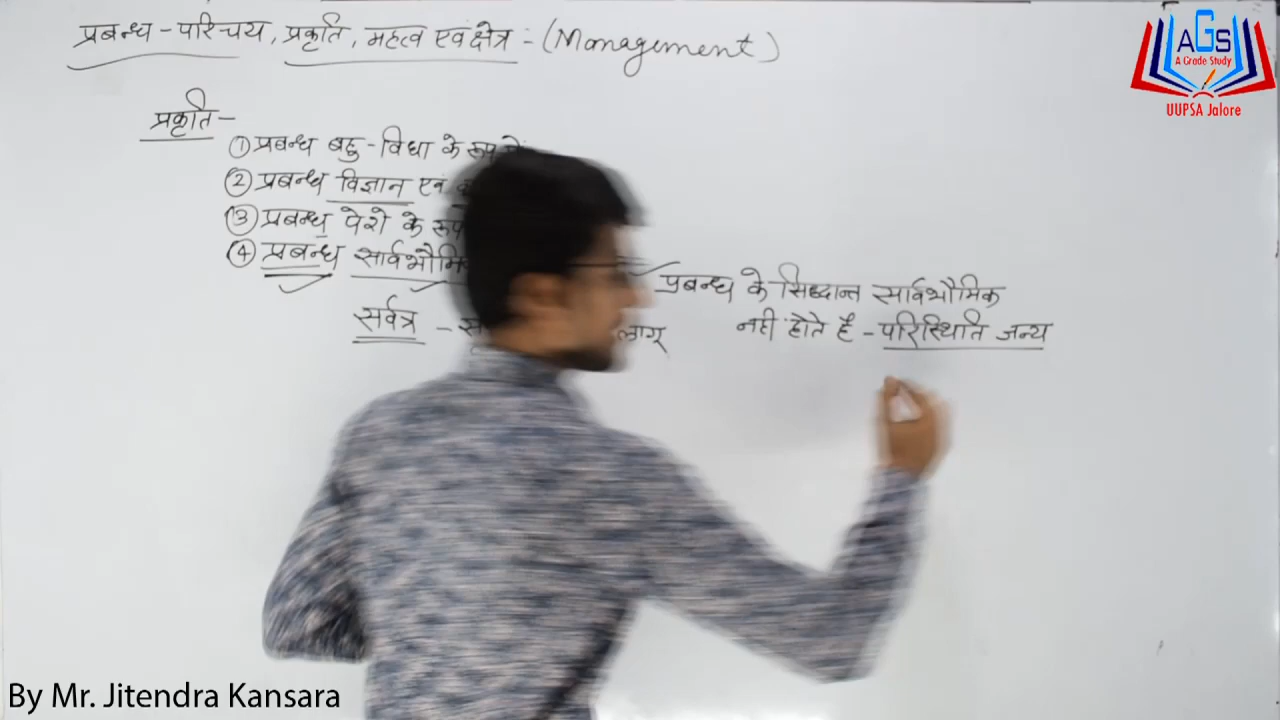 प्रबन्ध - परिचय, प्रकृति, महत्व एवं क्षेत्र :- (Management)
AGS
A Grade Study
UUPSA Jalore
प्रकृति -
① प्रबन्ध बहु - विधा के रूप में
② प्रबन्ध विज्ञान एवं
③ प्रबन्ध पेशे के रूप
④ प्रबन्ध सार्वभौमि
प्रबन्ध के सिद्धान्त सार्वभौमिक
नही होते है - परिस्थिति जन्य
सर्वत्र - लागू
By Mr. Jitendra Kansara